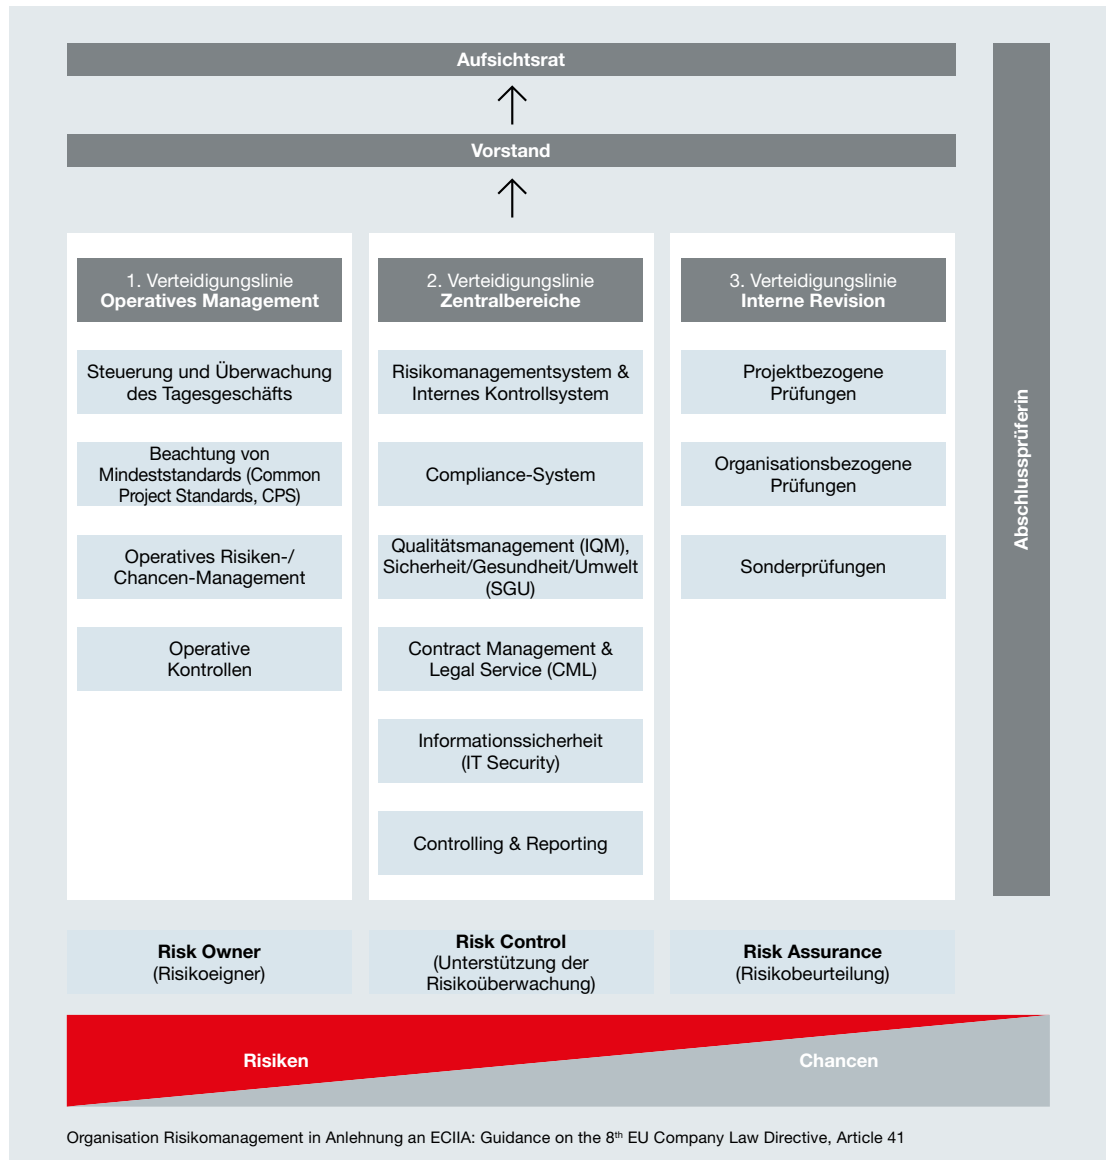 Aufsichtsrat
Vorstand
1. Verteidigungslinie
Operatives Management
Steuerung und Überwachung
des Tagesgeschäfts
Beachtung von
Mindeststandards (Common
Project Standards, CPS)
Operatives Risiken-/
Chancen-Management
Operative
Kontrollen
2. Verteidigungslinie
Zentralbereiche
Risikomanagementsystem &
Internes Kontrollsystem
Compliance-System
Qualitätsmanagement (IQM),
Sicherheit/Gesundheit/Umwelt
(SGU)
Contract Management &
Legal Service (CML)
Informationssicherheit
(IT Security)
Controlling & Reporting
3. Verteidigungslinie
Interne Revision
Projektbezogene
Prüfungen
Organisationsbezogene
Prüfungen
Sonderprüfungen
Abschlussprüferin
Risk Owner
(Risikoeigner)
Risk Control
(Unterstützung der
Risikoüberwachung)
Risk Assurance
(Risikobeurteilung)
Risiken
Chancen
Organisation Risikomanagement in Anlehnung an ECIIA: Guidance on the 8th EU Company Law Directive, Article 41